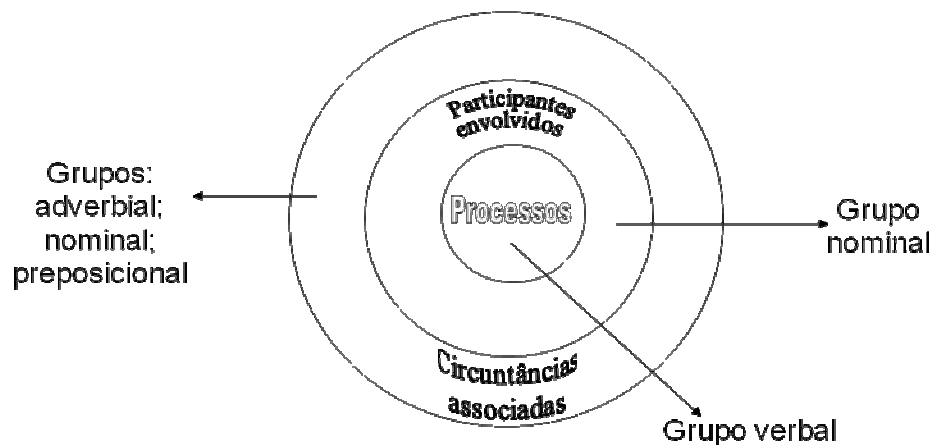 Participantes
envolvidos
Processos
Circuntâncias
associadas
Grupos:
adverbial;
nominal;
preposicional
Grupo
nominal
Grupo verbal